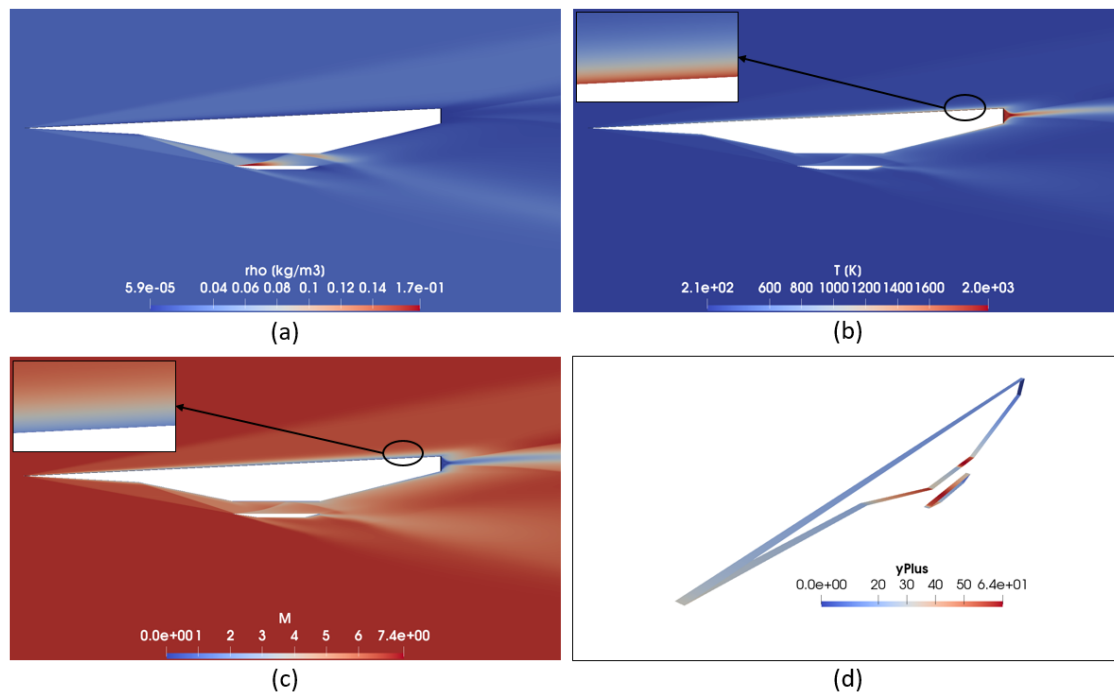 rho (kg/m3)
5.9e-05 0.04 0.06 0.08 0.1 0.12 0.14 1.7e-01
(a)
T (K)
2.1e+02 600 800 1000 1200 1400 1600 2.0e+03
(b)
M
0.0e+00 1 2 3 4 5 6 7.4e+00
(c)
yPlus
0.0e+00 20 30 40 50 6.4e+01
(d)